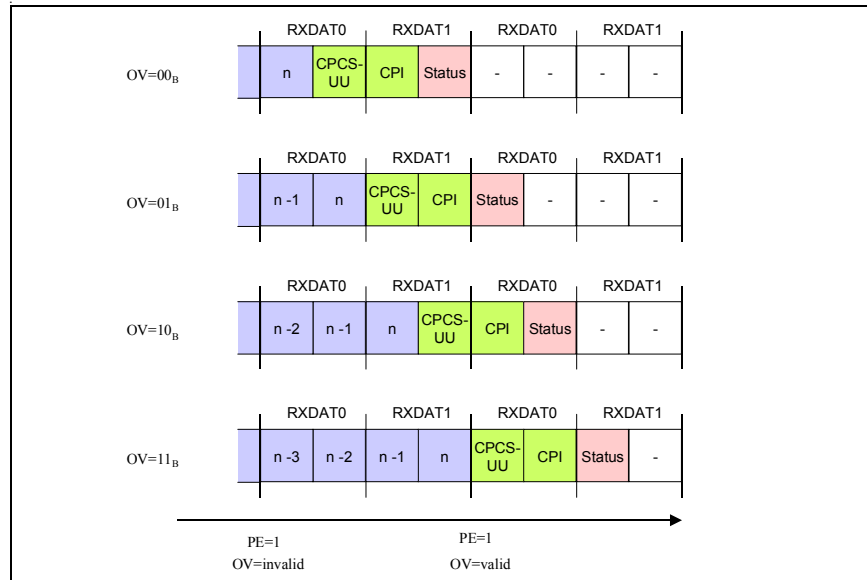 RXDAT0 RXDAT1 RXDAT0 RXDAT1
OV=00B n CPCS-UU CPI Status - - - -
RXDAT0 RXDAT1 RXDAT0 RXDAT1
OV=01B n -1 n CPCS-UU CPI Status - - -
RXDAT0 RXDAT1 RXDAT0 RXDAT1
OV=10B n -2 n -1 n CPCS-UU CPI Status - -
RXDAT0 RXDAT1 RXDAT0 RXDAT1
OV=11B n -3 n -2 n -1 n CPCS-UU CPI Status -
PE=1 PE=1
OV=invalid OV=valid